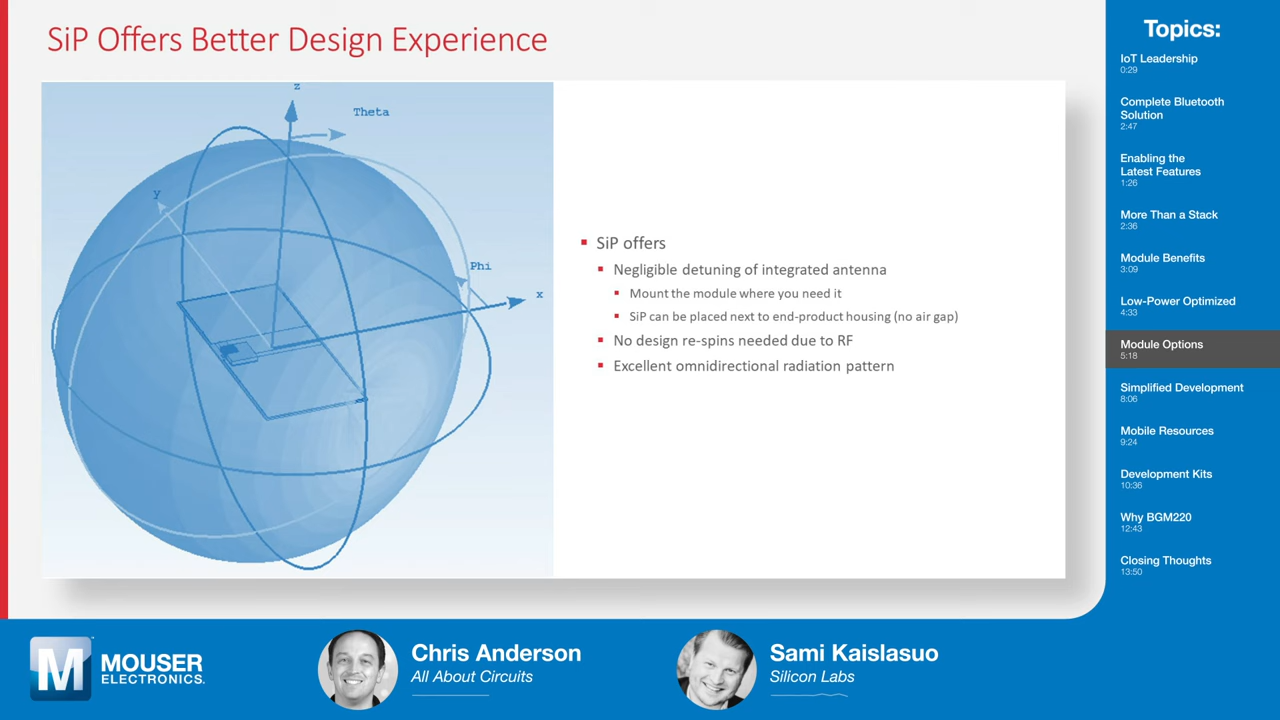 SiP Offers Better Design Experience
z
Theta
y
Phi
x
SiP offers
Negligible detuning of integrated antenna
Mount the module where you need it
SiP can be placed next to end-product housing (no air gap)
No design re-spins needed due to RF
Excellent omnidirectional radiation pattern
Topics:
IoT Leadership
0:29
Complete Bluetooth
Solution
2:47
Enabling the
Latest Features
1:26
More Than a Stack
2:36
Module Benefits
3:09
Low-Power Optimized
4:33
Module Options
5:18
Simplified Development
8:06
Mobile Resources
9:24
Development Kits
10:36
Why BGM220
12:43
Closing Thoughts
13:50
M
MOUSER
ELECTRONICS.
Chris Anderson
All About Circuits
Sami Kaislasuo
Silicon Labs